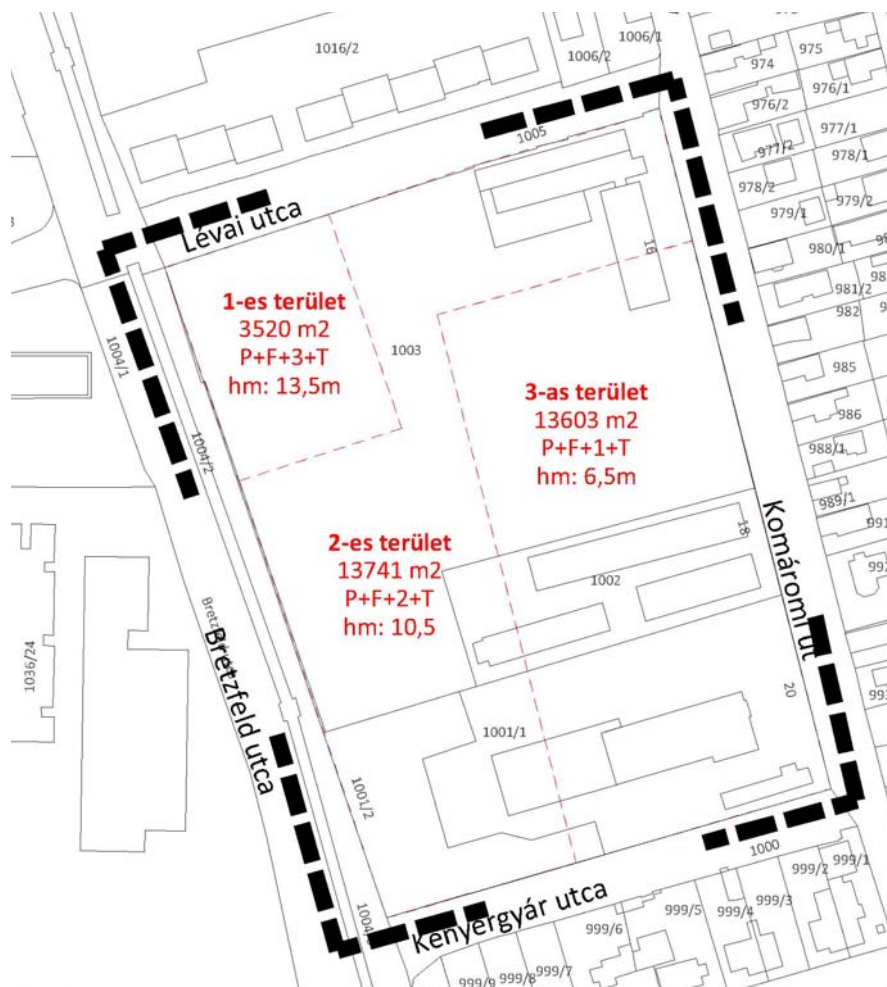 973
975
1006/1
1016/2
1006/2
974
976/1
976/2
1005
977/1
977/2
978/1
978/2
979/2
979/1
Lévai utca
16
980/1
981/2
982
1-es terület
3520 m2
P+F+3+T
hm: 13,5m
1003
1004/1
985
3-as terület
13603 m2
P+F+1+T
hm: 6,5m
986
988/1
1004/2
989/1
991
Komáromi út
18
2-es terület
13741 m2
P+F+2+T
hm: 10,5
1002
1036/24
Bretzfeld utca
20
1001/1
1001/2
1000
999/1
999/2
999/3
999/4
999/5
999/6
Kenyérgyár utca
999/7
999/8
999/9